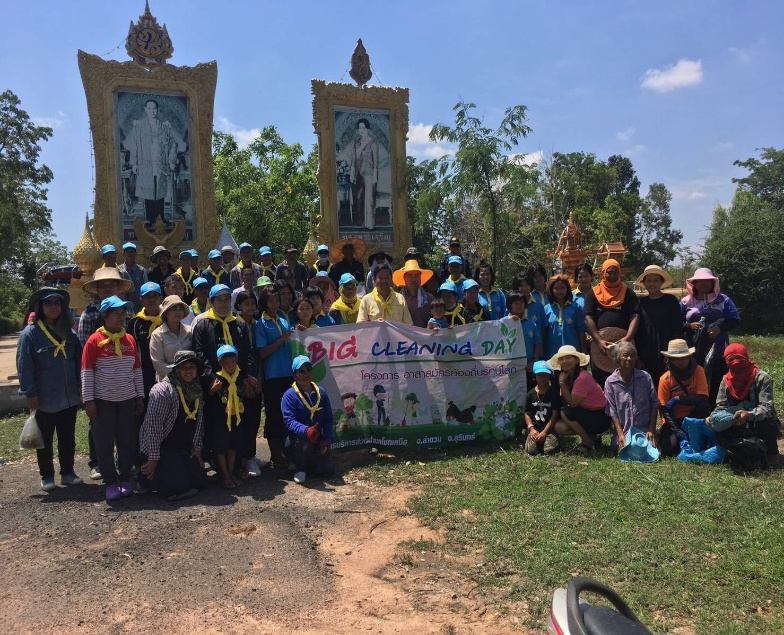 BIG CLEANING DAY
โครงการ อาสาสมัครท้องถิ่นรักษ์โลก
อ.ลำดวน จ.สุรินทร์